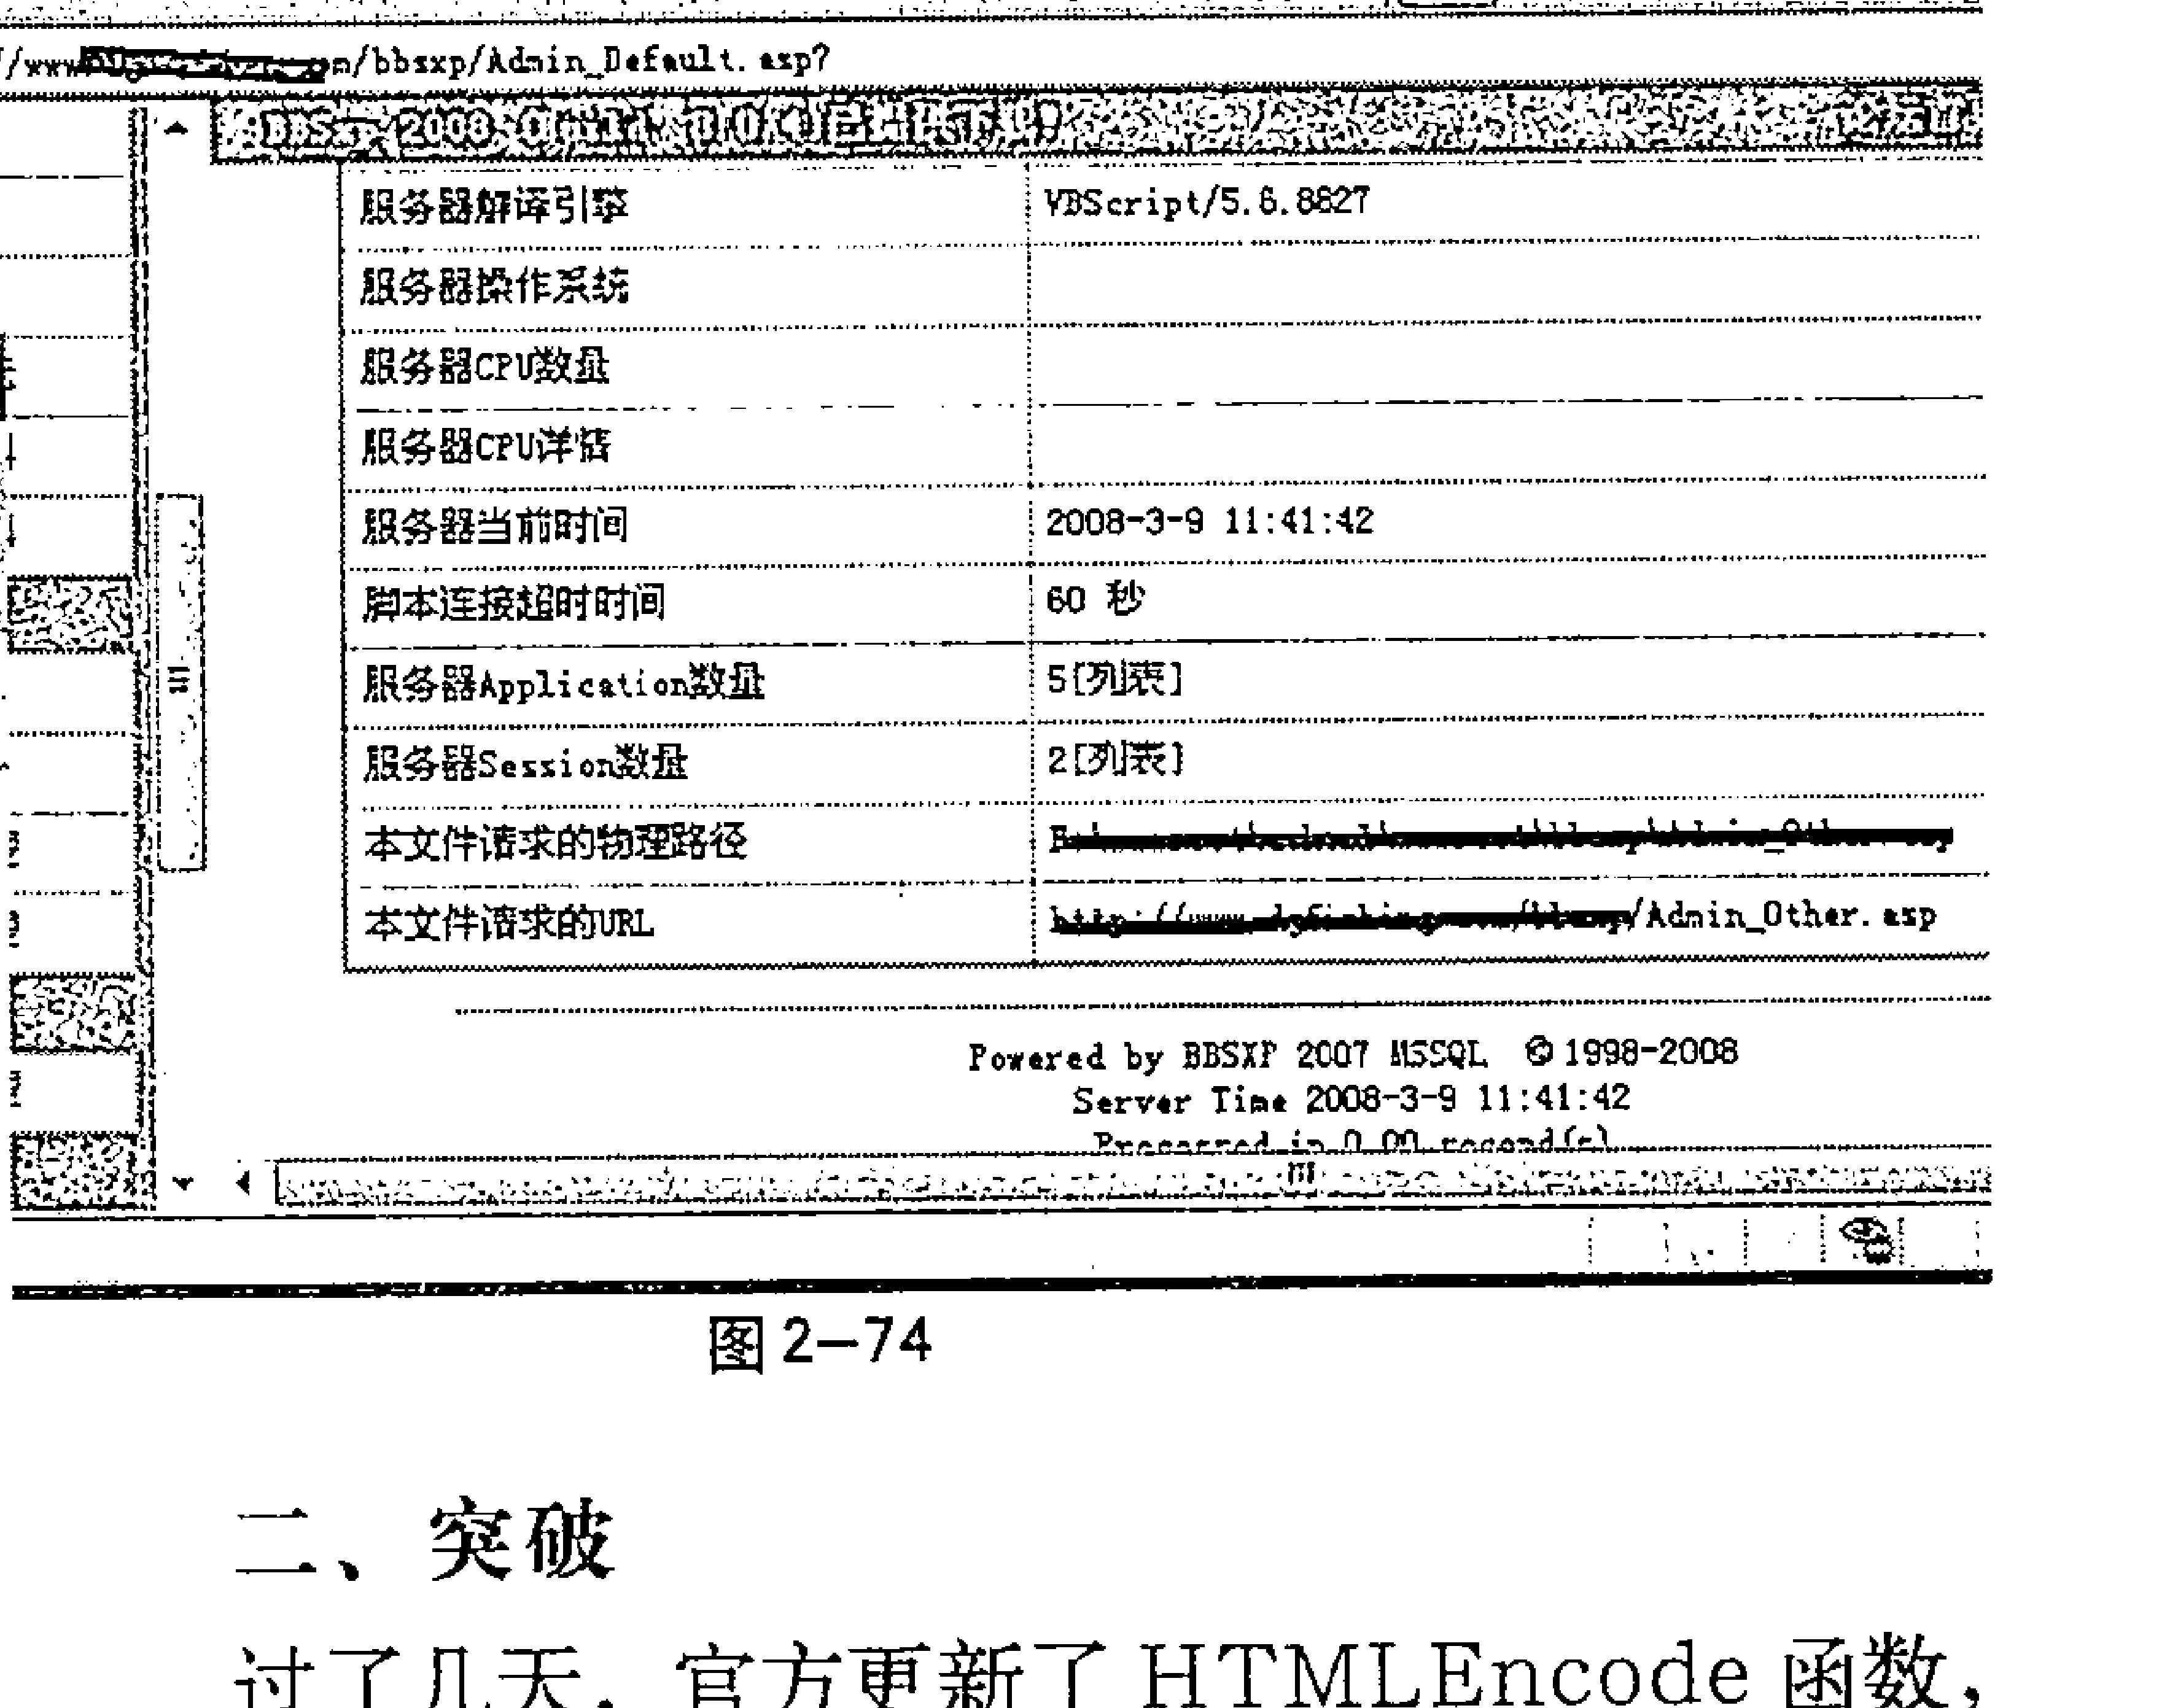 /bbsxp/Admin_Default.asp?
服务器解译引擎 VBScript/5.6.8827
服务器操作系统
服务器CPU数量
服务器CPU详情
服务器当前时间 2008-3-9 11:41:42
脚本连接超时时间 60 秒
服务器Application数量 5[列表]
服务器Session数量 2[列表]
本文件请求的物理路径
本文件请求的URL /Admin_Other.asp
Powered by BBSXP 2007 MSSQL © 1998-2008
Server Time 2008-3-9 11:41:42
Processed in 0.00 second(s)
图 2-74
二、突破
过了几天，官方更新了 HTMLEncode 函数，